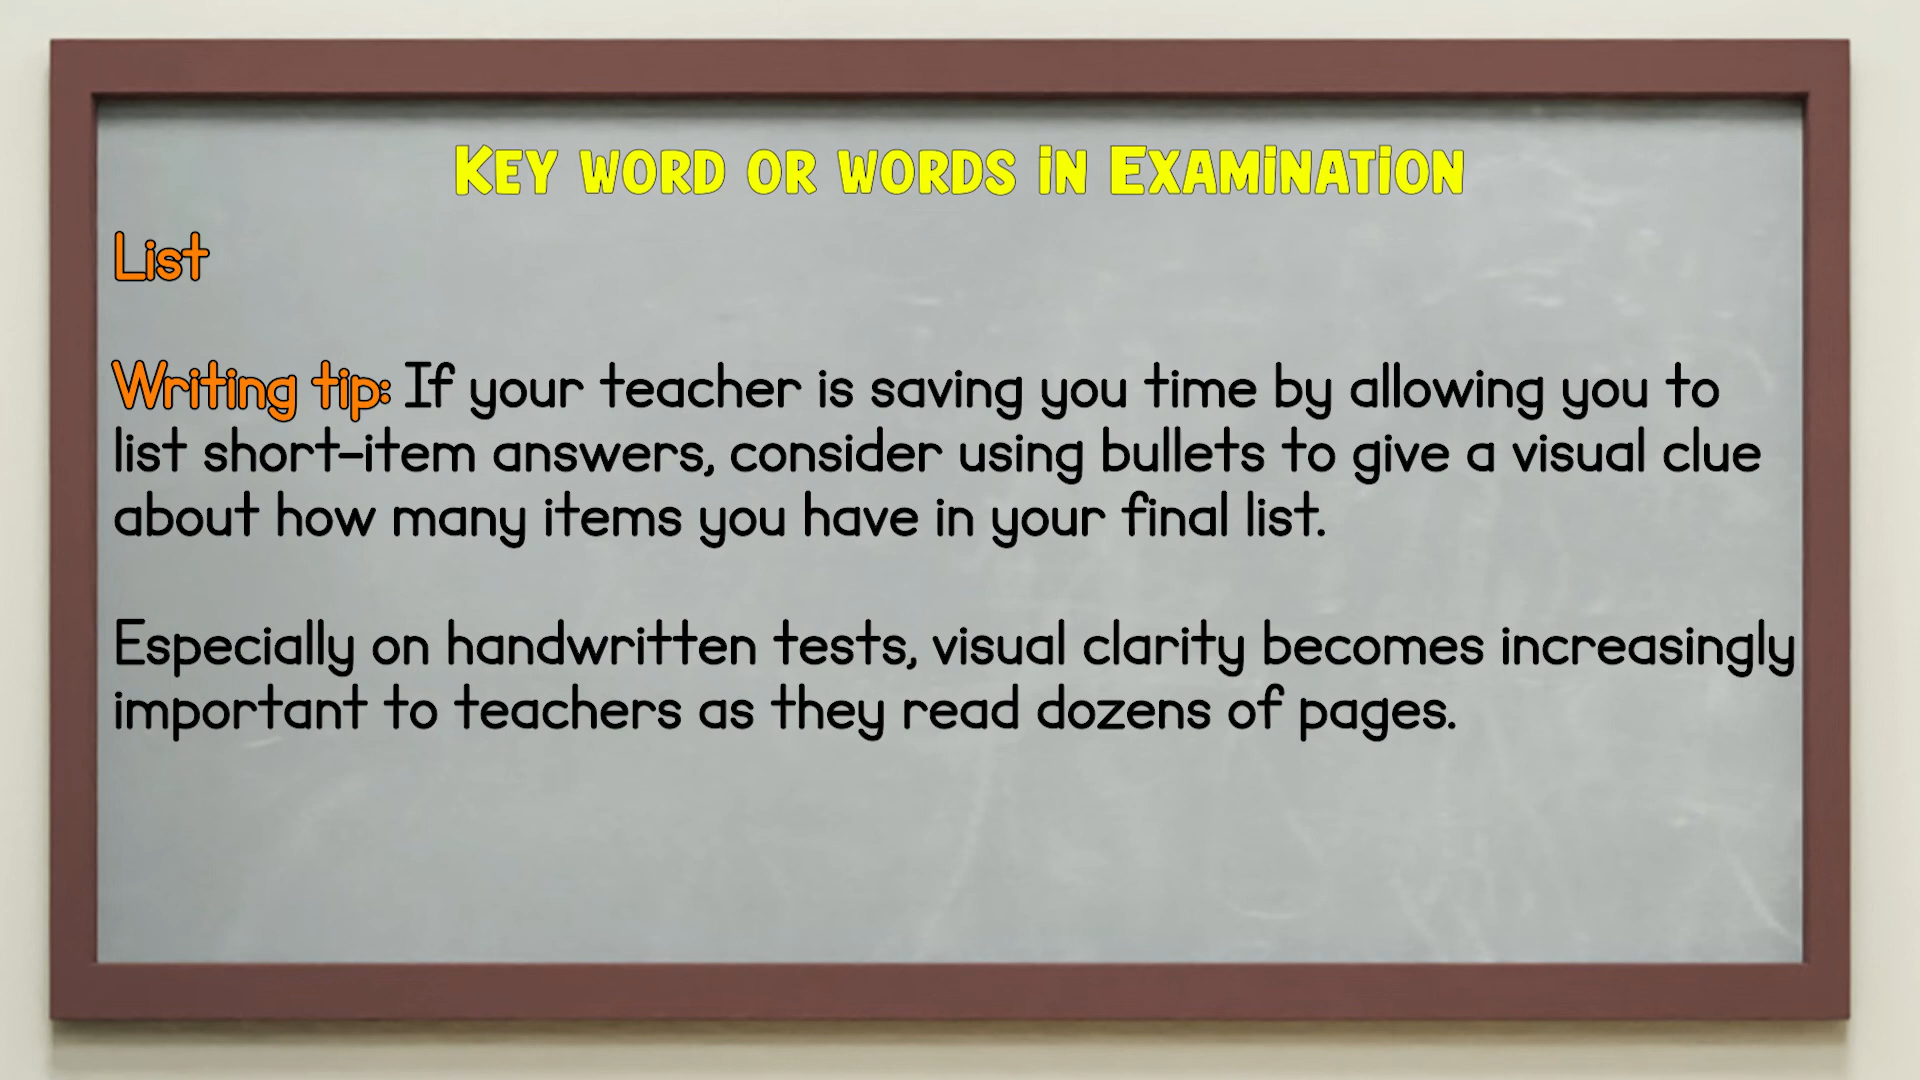 Key word or words in Examination
List
Writing tip: If your teacher is saving you time by allowing you to
list short-item answers, consider using bullets to give a visual clue
about how many items you have in your final list.
Especially on handwritten tests, visual clarity becomes increasingly
important to teachers as they read dozens of pages.